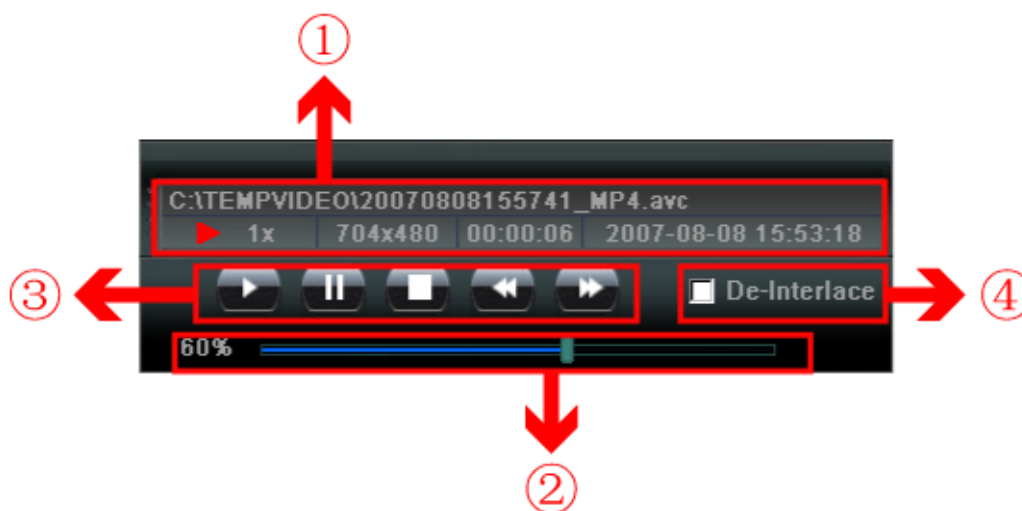 ①
C:\TEMPVIDEO\20070808155741_MP4.avc
1x 704x480 00:00:06 2007-08-08 15:53:18
③ De-Interlace ④
60%
②